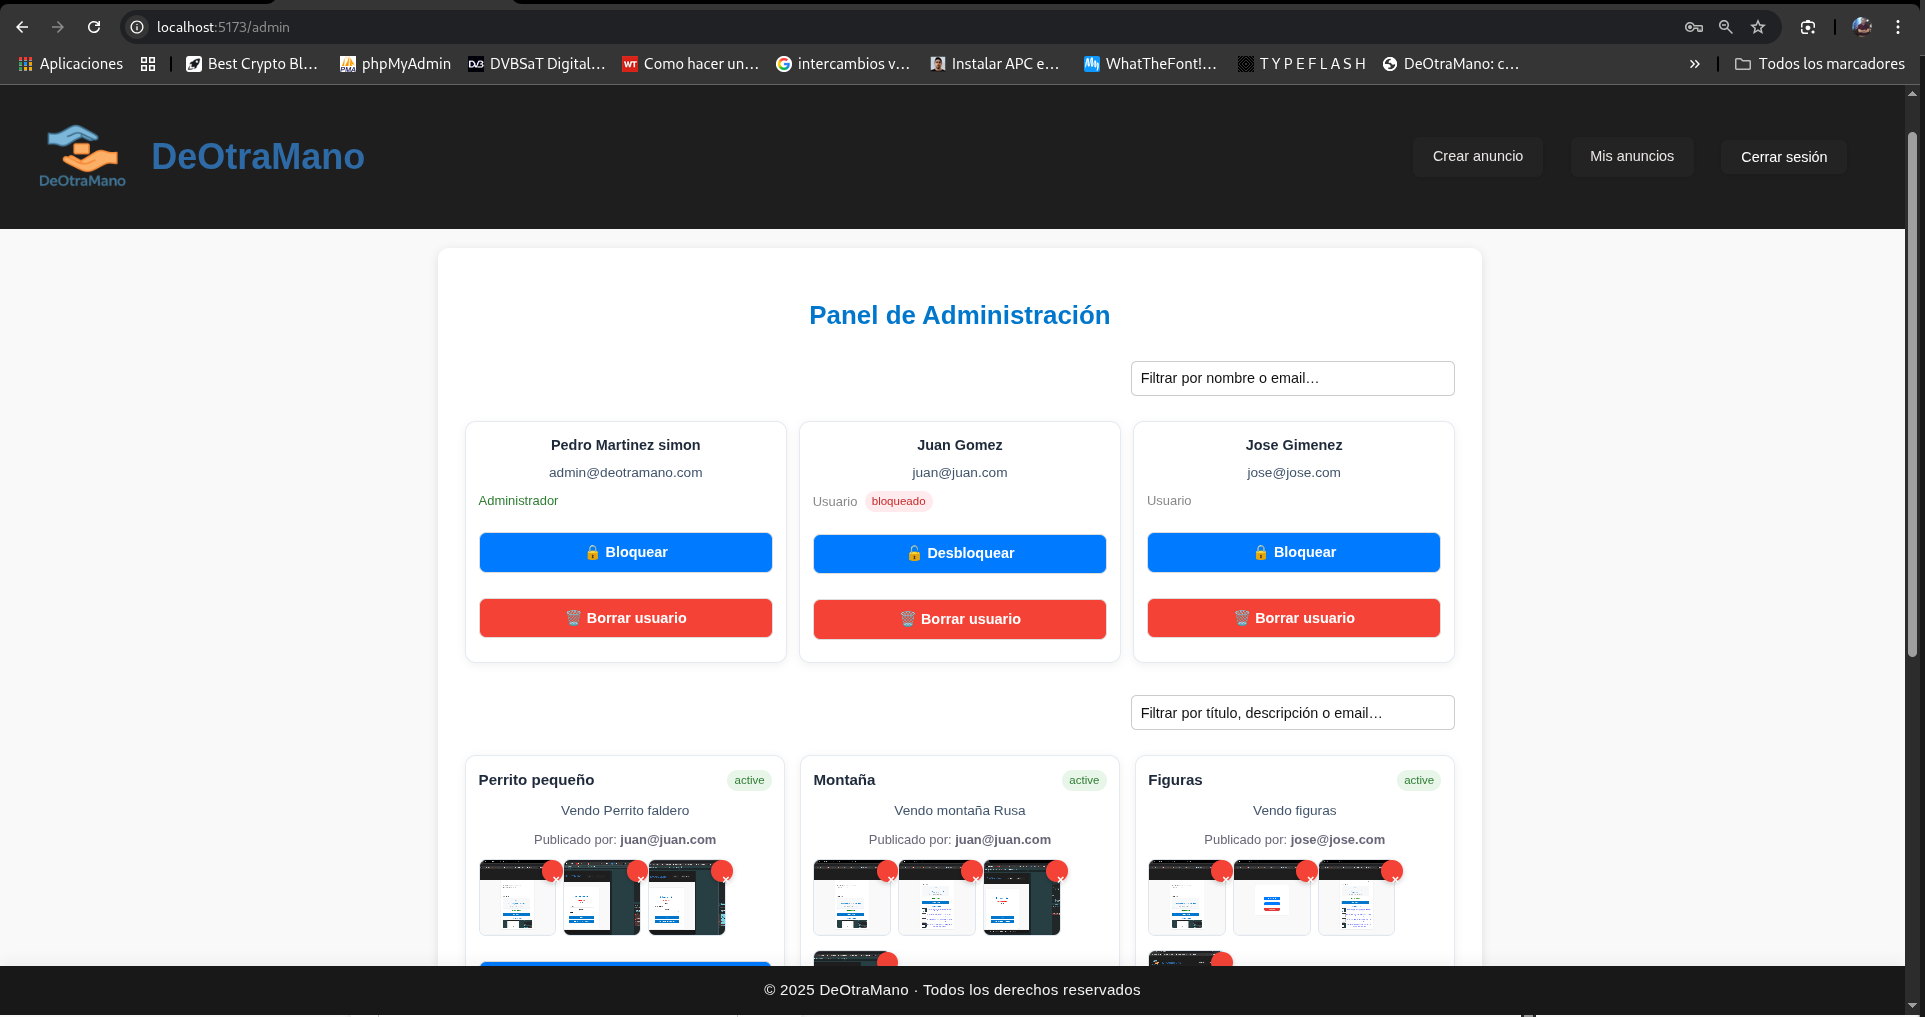 localhost:5173/admin
Aplicaciones
Best Crypto Bl...
phpMyAdmin
DVBSaT Digital...
Como hacer un...
intercambios v...
Instalar APC e...
WhatTheFont!...
T Y P E F L A S H
DeOtraMano: c...
»
Todos los marcadores
DeOtraMano
DeOtraMano
Crear anuncio
Mis anuncios
Cerrar sesión
Panel de Administración
Filtrar por nombre o email...
Pedro Martinez simon
admin@deotramano.com
Administrador
Bloquear
Borrar usuario
Juan Gomez
juan@juan.com
Usuario bloqueado
Desbloquear
Borrar usuario
Jose Gimenez
jose@jose.com
Usuario
Bloquear
Borrar usuario
Filtrar por título, descripción o email...
Perrito pequeño active
Vendo Perrito faldero
Publicado por: juan@juan.com
Montaña active
Vendo montaña Rusa
Publicado por: juan@juan.com
Figuras active
Vendo figuras
Publicado por: jose@jose.com
© 2025 DeOtraMano · Todos los derechos reservados